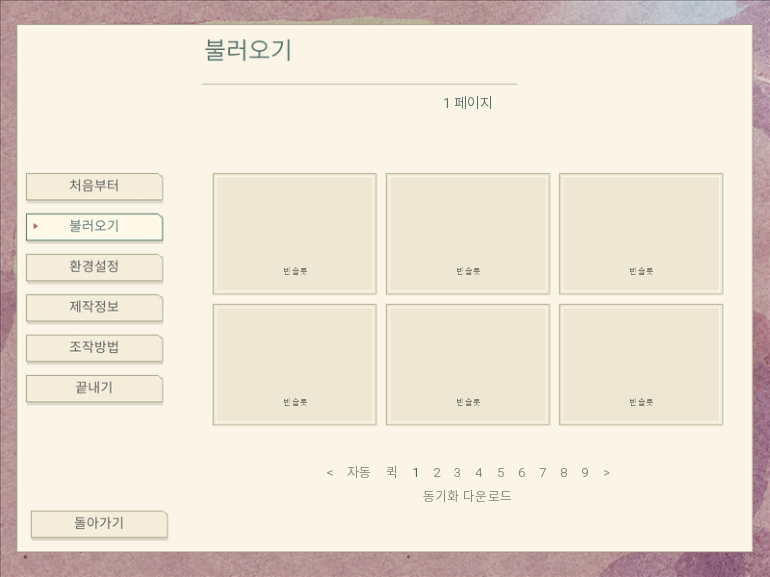 불러오기
1 페이지
처음부터
불러오기
환경설정
제작정보
조작방법
끝내기
돌아가기
빈 슬롯 빈 슬롯 빈 슬롯
빈 슬롯 빈 슬롯 빈 슬롯
< 자동 퀵 1 2 3 4 5 6 7 8 9 >
동기화 다운로드